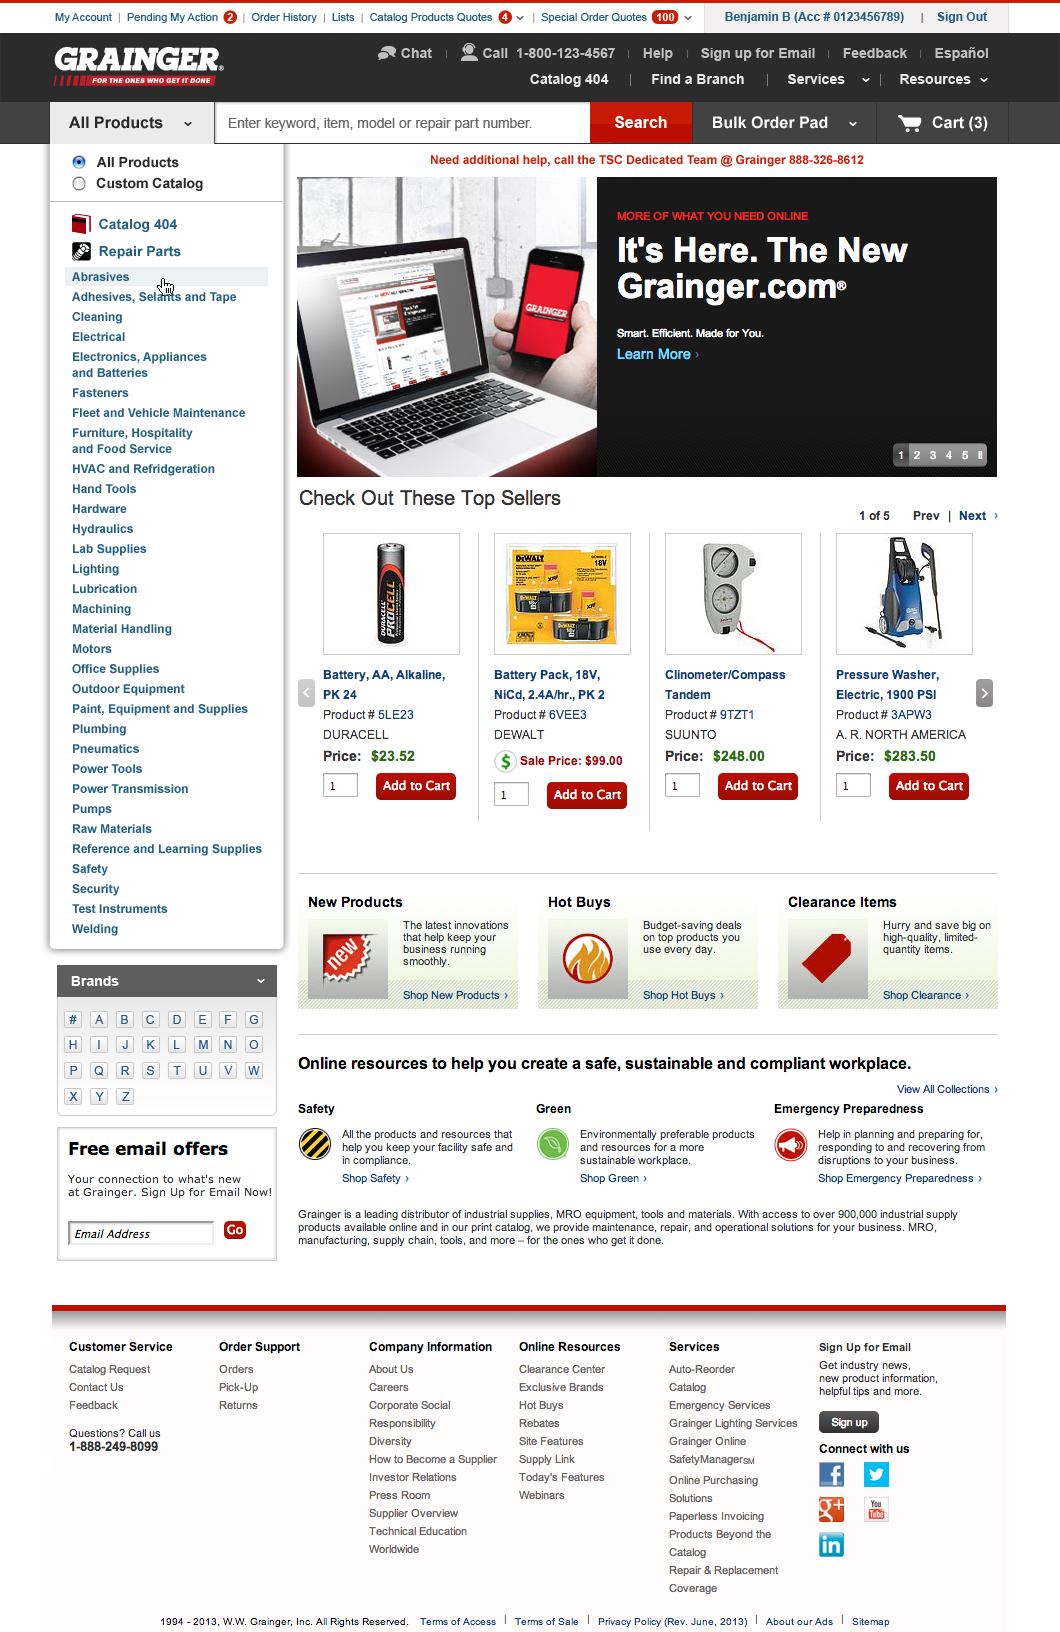 My Account | Pending My Action 2 | Order History | Lists | Catalog Products Quotes 4 | Special Order Quotes 100 Benjamin B (Acc # 0123456789) | Sign Out
GRAINGER®
FOR THE ONES WHO GET IT DONE
Chat | Call 1-800-123-4567 | Help | Sign up for Email | Feedback | Español
Catalog 404 | Find a Branch | Services | Resources
All Products
Enter keyword, item, model or repair part number.
Search
Bulk Order Pad
Cart (3)
All Products
Custom Catalog
Catalog 404
Repair Parts
Abrasives
Adhesives, Selants and Tape
Cleaning
Electrical
Electronics, Appliances
and Batteries
Fasteners
Fleet and Vehicle Maintenance
Furniture, Hospitality
and Food Service
HVAC and Refridgeration
Hand Tools
Hardware
Hydraulics
Lab Supplies
Lighting
Lubrication
Machining
Material Handling
Motors
Office Supplies
Outdoor Equipment
Paint, Equipment and Supplies
Plumbing
Pneumatics
Power Tools
Power Transmission
Pumps
Raw Materials
Reference and Learning Supplies
Safety
Security
Test Instruments
Welding
Brands
# A B C D E F G
H I J K L M N O
P Q R S T U V W
X Y Z
Free email offers
Your connection to what's new
at Grainger. Sign Up for Email Now!
Email Address
Go
Need additional help, call the TSC Dedicated Team @ Grainger 888-326-8612
GRAINGER
MORE OF WHAT YOU NEED ONLINE
It's Here. The New
Grainger.com®
Smart. Efficient. Made for You.
Learn More ›
1 2 3 4 5 II
Check Out These Top Sellers
1 of 5 Prev | Next ›
DURACELL
PROCELL
Battery, AA, Alkaline,
PK 24
Product # 5LE23
DURACELL
Price: $23.52
1 Add to Cart
DEWALT
18V
Battery Pack, 18V,
NiCd, 2.4A/hr., PK 2
Product # 6VEE3
DEWALT
$ Sale Price: $99.00
1 Add to Cart
Clinometer/Compass
Tandem
Product # 9TZT1
SUUNTO
Price: $248.00
1 Add to Cart
Pressure Washer,
Electric, 1900 PSI
Product # 3APW3
A. R. NORTH AMERICA
Price: $283.50
1 Add to Cart
New Products
new
The latest innovations
that help keep your
business running
smoothly.
Shop New Products ›
Hot Buys
Budget-saving deals
on top products you
use every day.
Shop Hot Buys ›
Clearance Items
Hurry and save big on
high-quality, limited-
quantity items.
Shop Clearance ›
Online resources to help you create a safe, sustainable and compliant workplace.
View All Collections ›
Safety
All the products and resources that
help you keep your facility safe and
in compliance.
Shop Safety ›
Green
Environmentally preferable products
and resources for a more
sustainable workplace.
Shop Green ›
Emergency Preparedness
Help in planning and preparing for,
responding to and recovering from
disruptions to your business.
Shop Emergency Preparedness ›
Grainger is a leading distributor of industrial supplies, MRO equipment, tools and materials. With access to over 900,000 industrial supply
products available online and in our print catalog, we provide maintenance, repair, and operational solutions for your business. MRO,
manufacturing, supply chain, tools, and more – for the ones who get it done.
Customer Service
Catalog Request
Contact Us
Feedback
Questions? Call us
1-888-249-8099
Order Support
Orders
Pick-Up
Returns
Company Information
About Us
Careers
Corporate Social
Responsibility
Diversity
How to Become a Supplier
Investor Relations
Press Room
Supplier Overview
Technical Education
Worldwide
Online Resources
Clearance Center
Exclusive Brands
Hot Buys
Rebates
Site Features
Supply Link
Today's Features
Webinars
Services
Auto-Reorder
Catalog
Emergency Services
Grainger Lighting Services
Grainger Online
SafetyManagerSM
Online Purchasing
Solutions
Paperless Invoicing
Products Beyond the
Catalog
Repair & Replacement
Coverage
Sign Up for Email
Get industry news,
new product information,
helpful tips and more.
Sign up
Connect with us
f
g+
You
Tube
in
1994 - 2013, W.W. Grainger, Inc. All Rights Reserved. Terms of Access | Terms of Sale | Privacy Policy (Rev. June, 2013) | About our Ads | Sitemap